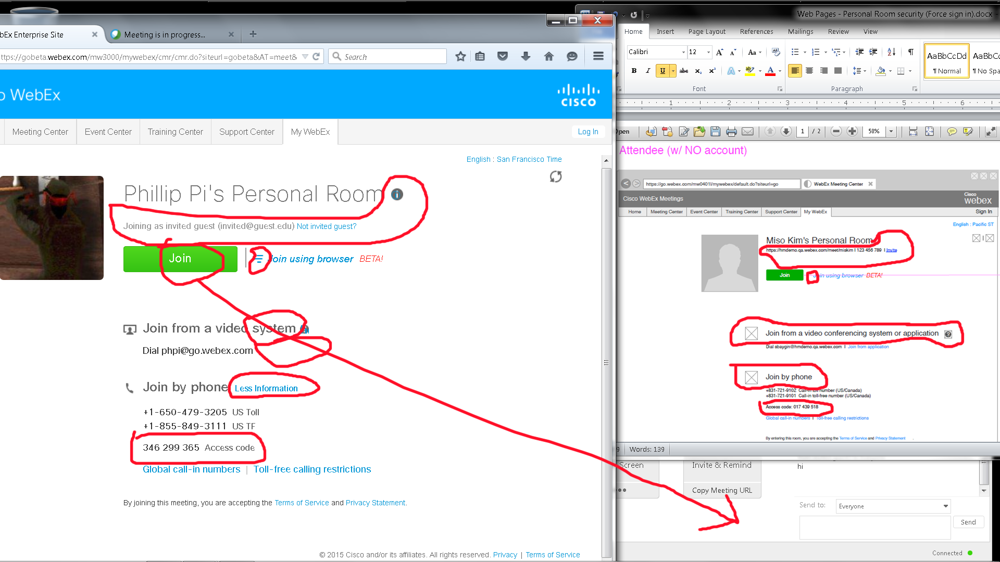 bEx Enterprise Site
Meeting is in progress...
ttps://gobeta.webex.com/mw3000/mywebex/cmr/cmr.do?siteurl=gobeta&AT=meet&
Search
o WebEx
CISCO
Meeting Center
Event Center
Training Center
Support Center
My WebEx
Log In
English : San Francisco Time
Phillip Pi's Personal Room
Joining as invited guest (invited@guest.edu) Not invited guest?
Join
Join using browser BETA!
Join from a video system
Dial phpi@go.webex.com
Join by phone Less Information
+1-650-479-3205 US Toll
+1-855-849-3111 US TF
346 299 365 Access code
Global call-in numbers | Toll-free calling restrictions
By joining this meeting, you are accepting the Terms of Service and Privacy Statement.
© 2015 Cisco and/or its affiliates. All rights reserved. Privacy | Terms of Service
Web Pages - Personal Room security (Force sign in).docx -
Home Insert Page Layout References Mailings Review View
Calibri 12
AaBbCcDd AaBbCc
¶ Normal ¶ No Spa
Font Paragraph
1 2 3 4 5 6
pen 1 / 2 50%
Attendee (w/ NO account)
https://go.webex.com/mw0401l/mywebex/default.do?siteurl=go
WebEx Meeting Center
Cisco WebEx Meetings
Cisco
webex
Home Meeting Center Event Center Training Center Support Center My WebEx Sign In
English : Pacific ST
Miso Kim's Personal Room
https://hmdemo.qa.webex.com/meet/miskim | 123 456 789 | Invite
Join
Join using browser BETA!
Join from a video conferencing system or application
Dial abaygin@hmdemo.qa.webex.com | Join from application
Join by phone
+831-721-9102 Call-in toll number (US/Canada)
+831-721-9101 Call-in toll-free number (US/Canada)
Access code: 017 439 518
Global call-in numbers | Toll-free calling restrictions
By entering this room, you are accepting the Terms of Service and Privacy Statement .
9 Words: 139
Screen
Invite & Remind
Copy Meeting URL
hi
Send to: Everyone
Send
Connected